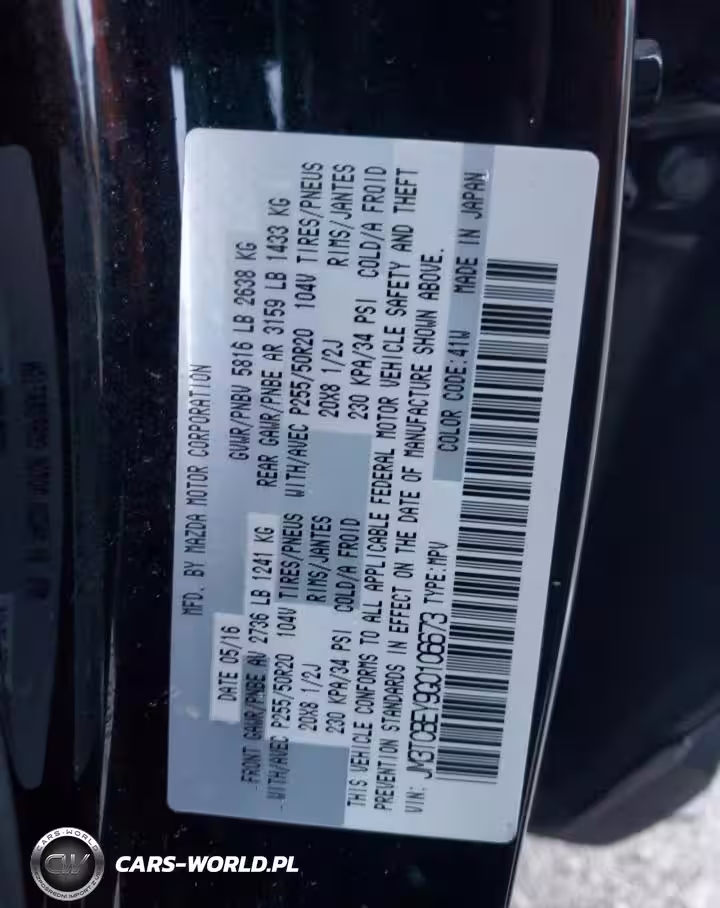 MFD. BY MAZDA MOTOR CORPORATION
DATE 05/16
GVWR/PNBV 5816 LB 2638 KG
FRONT GAWR/PNBE AV 2736 LB 1241 KG
REAR GAWR/PNBE AR 3159 LB 1433 KG
WITH/AVEC P255/50R20 104V TIRES/PNEUS
WITH/AVEC P255/50R20 104V TIRES/PNEUS
20X8 1/2J RIMS/JANTES
20X8 1/2J RIMS/JANTES
230 KPA/34 PSI COLD/A FROID
230 KPA/34 PSI COLD/A FROID
THIS VEHICLE CONFORMS TO ALL APPLICABLE FEDERAL MOTOR VEHICLE SAFETY AND THEFT
PREVENTION STANDARDS IN EFFECT ON THE DATE OF MANUFACTURE SHOWN ABOVE.
VIN: JM3TCBEY9G0106673 TYPE:MPV
COLOR CODE:41W MADE IN JAPAN
CARS-WORLD
CW
CARS-WORLD.PL